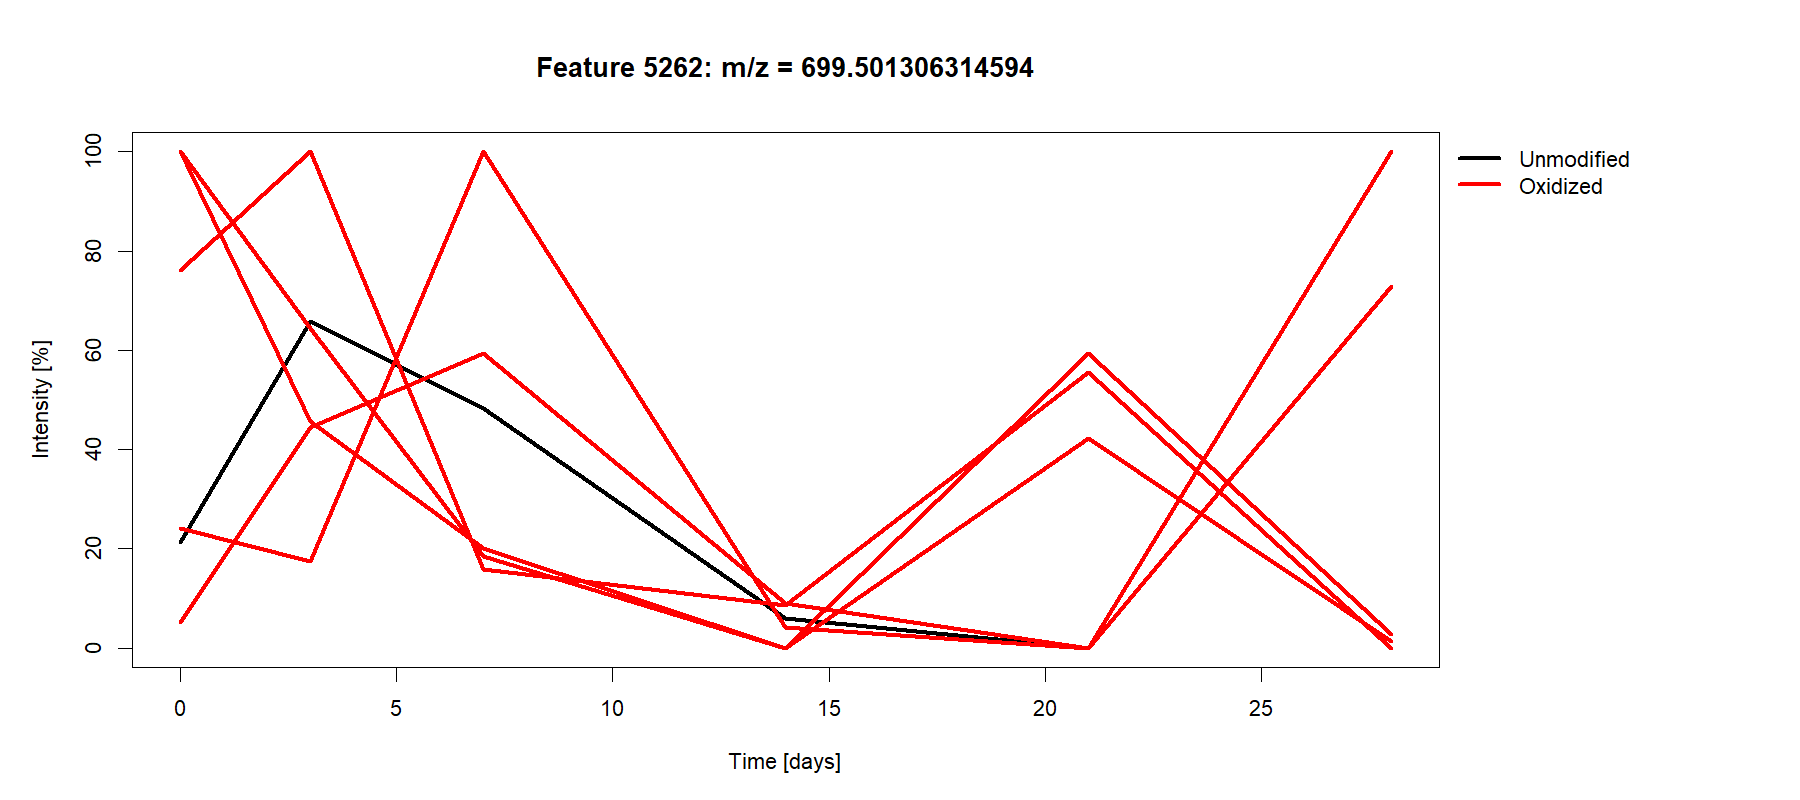 Feature 5262: m/z = 699.501306314594
100
80
60
40
20
0
Intensity [%]
0 5 10 15 20 25
Time [days]
Unmodified
Oxidized